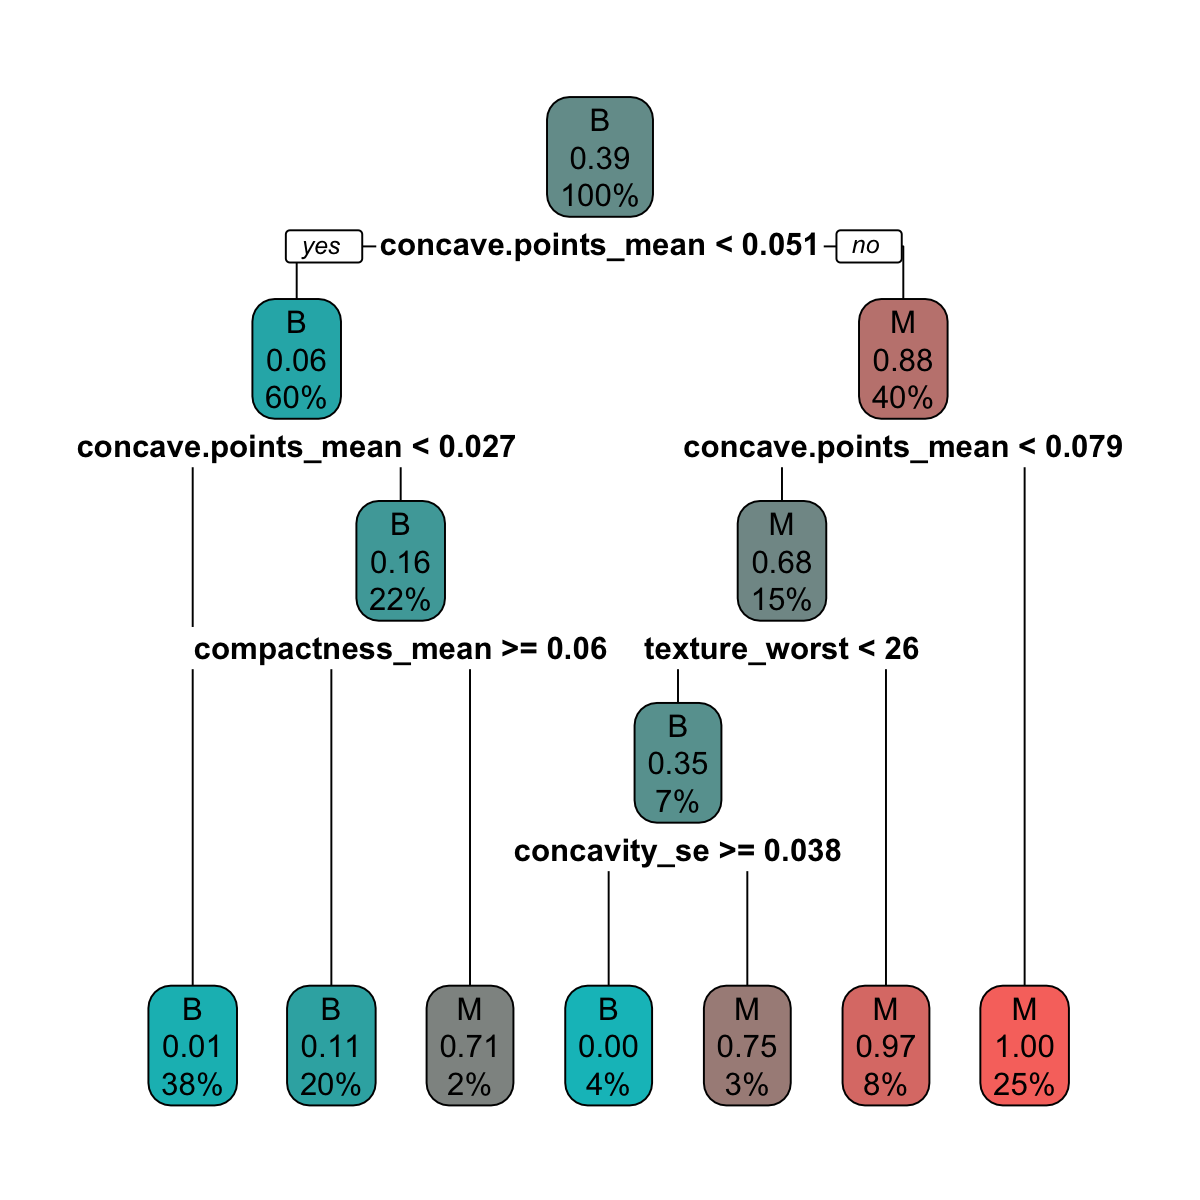 B
0.39
100%
yes
concave.points_mean < 0.051
no
B
0.06
60%
M
0.88
40%
concave.points_mean < 0.027
concave.points_mean < 0.079
B
0.16
22%
M
0.68
15%
compactness_mean >= 0.06
texture_worst < 26
B
0.35
7%
concavity_se >= 0.038
B
0.01
38%
B
0.11
20%
M
0.71
2%
B
0.00
4%
M
0.75
3%
M
0.97
8%
M
1.00
25%